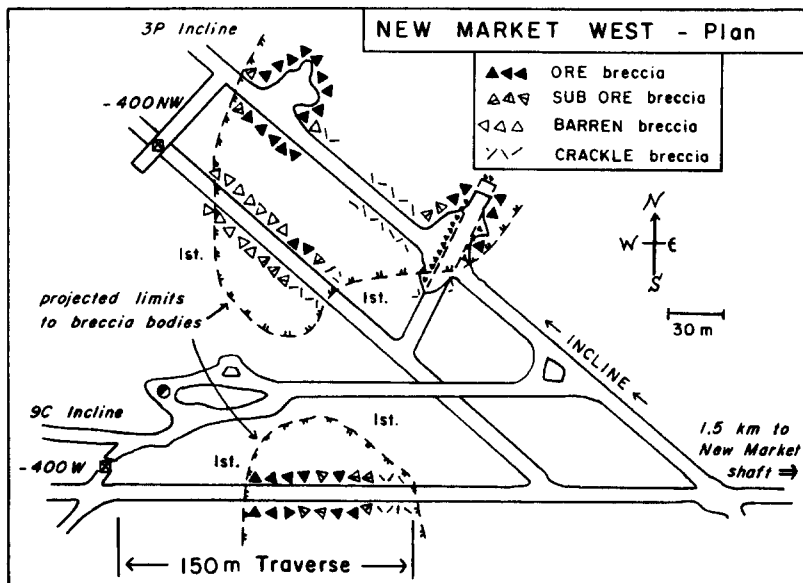 NEW MARKET WEST - Plan
3P Incline
ORE breccia
SUB ORE breccia
BARREN breccia
CRACKLE breccia
-400NW
N
W E
S
30 m
lst.
lst.
projected limits
to breccia bodies
← INCLINE ←
9C Incline
lst.
lst.
1.5 km to
New Market
shaft ⇒
-400W
← 150m Traverse →